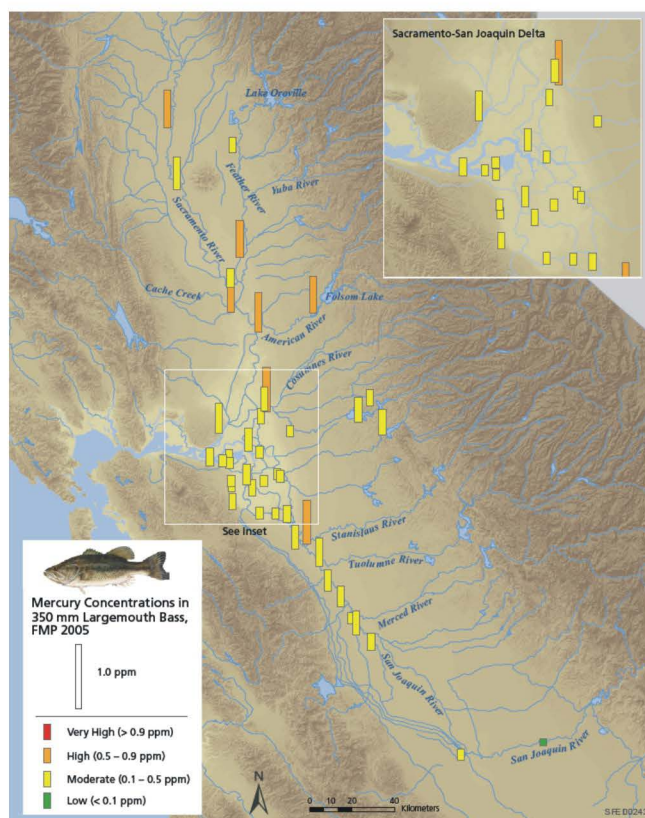 Sacramento-San Joaquin Delta
Lake Oroville
Feather River
Yuba River
Sacramento River
Cache Creek
Folsom Lake
American River
Cosumnes River
See Inset
Stanislaus River
Tuolumne River
Merced River
San Joaquin River
San Joaquin River
Mercury Concentrations in
350 mm Largemouth Bass,
FMP 2005
1.0 ppm
Very High (> 0.9 ppm)
High (0.5 – 0.9 ppm)
Moderate (0.1 – 0.5 ppm)
Low (< 0.1 ppm)
N
0 10 20 40
Kilometers